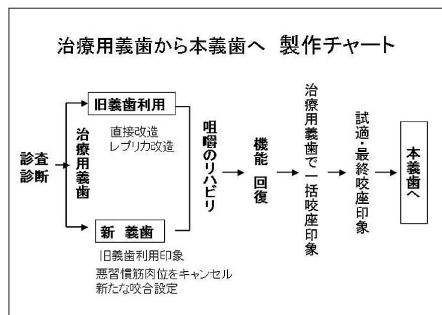 治療用義歯から本義歯へ 製作チャート
診査
診断
治療用義歯
旧義歯利用
直接改造
レプリカ改造
新 義歯
旧義歯利用印象
悪習慣筋肉位をキャンセル
新たな咬合設定
咀嚼のリハビリ
機能 回復
治療用義歯で一括咬座印象
試適・最終咬座印象
本義歯へ